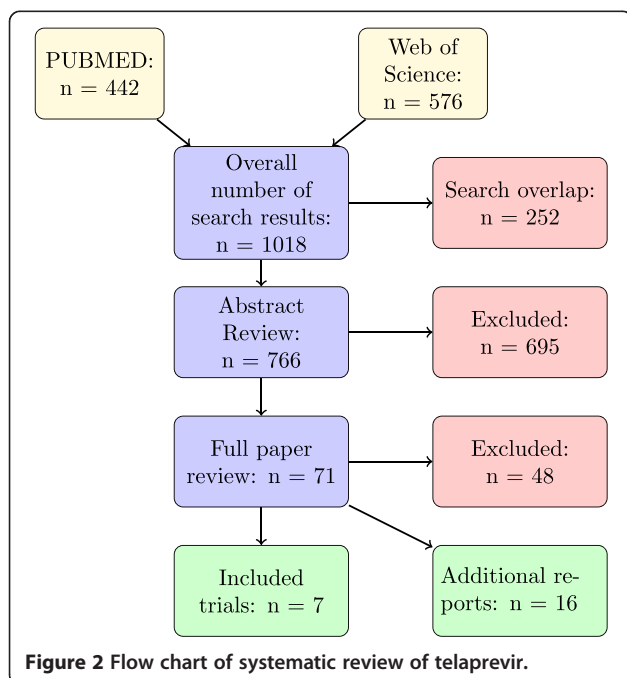 PUBMED:
n = 442
Web of
Science:
n = 576
Overall
number of
search results:
n = 1018
Search overlap:
n = 252
Abstract
Review:
n = 766
Excluded:
n = 695
Full paper
review: n = 71
Excluded:
n = 48
Included
trials: n = 7
Additional re-
ports: n = 16
Figure 2 Flow chart of systematic review of telaprevir.